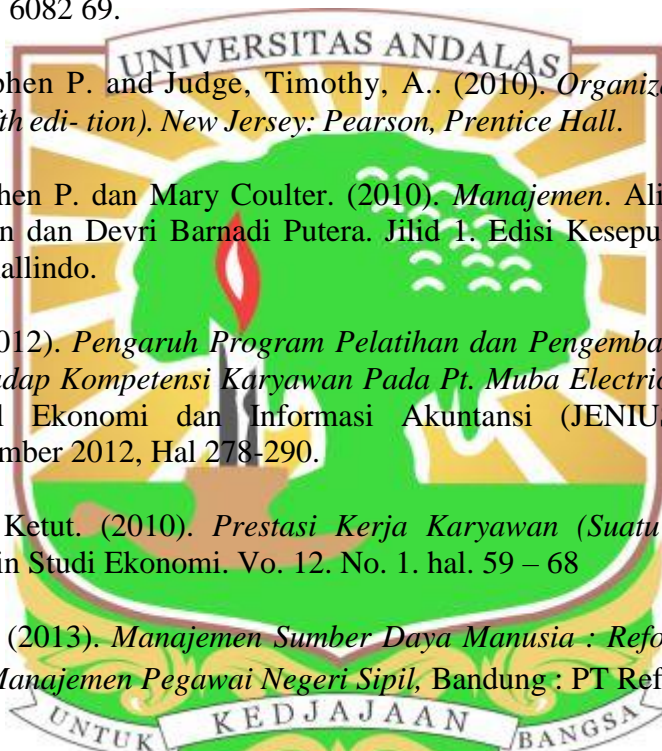 6082 69.
UNIVERSITAS ANDALAS
phen P. and Judge, Timothy, A.. (2010). Organiz
th edi- tion). New Jersey: Pearson, Prentice Hall.
hen P. dan Mary Coulter. (2010). Manajemen. Ali
n dan Devri Barnadi Putera. Jilid 1. Edisi Kesepu
allindo.
012). Pengaruh Program Pelatihan dan Pengemba
adap Kompetensi Karyawan Pada Pt. Muba Electric
l Ekonomi dan Informasi Akuntansi (JENIUS
mber 2012, Hal 278-290.
Ketut. (2010). Prestasi Kerja Karyawan (Suatu
in Studi Ekonomi. Vo. 12. No. 1. hal. 59 – 68
(2013). Manajemen Sumber Daya Manusia : Refo
Manajemen Pegawai Negeri Sipil, Bandung : PT Ref
UNTUK KEDJAJAAN BANGSA